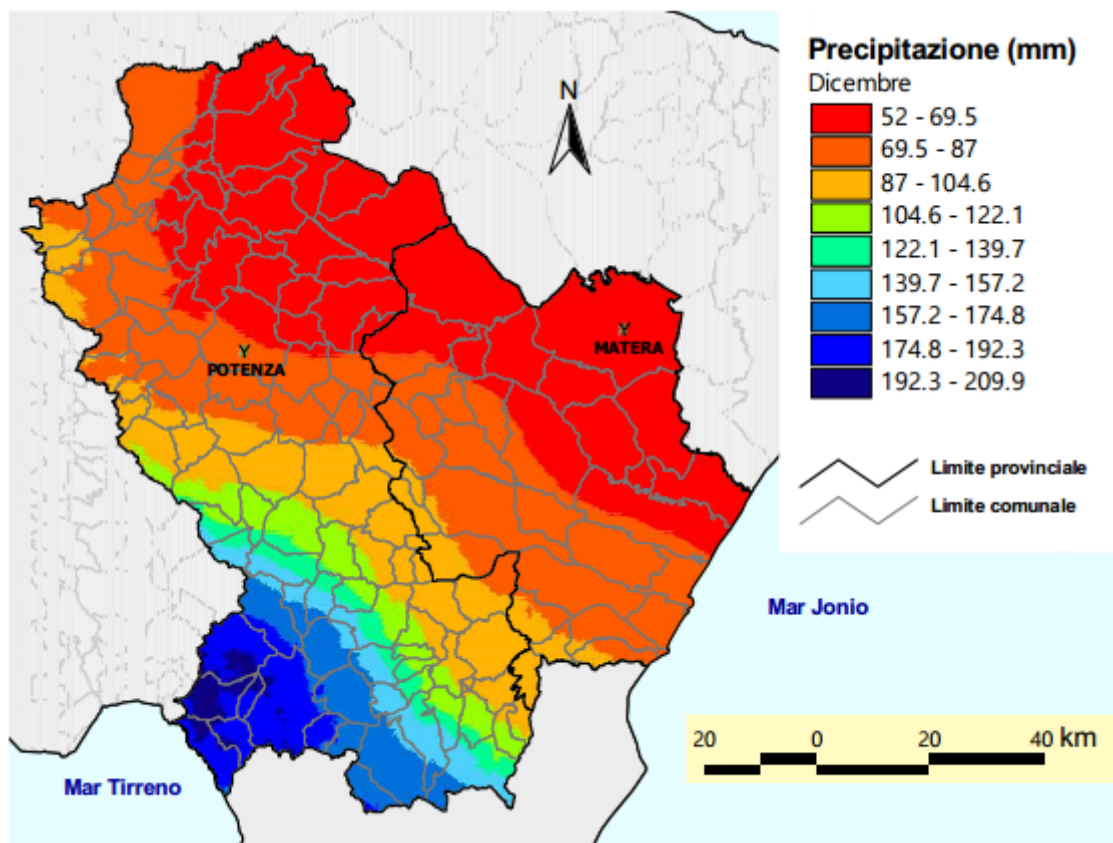 Precipitazione (mm)
Dicembre
52 - 69.5
69.5 - 87
87 - 104.6
104.6 - 122.1
122.1 - 139.7
139.7 - 157.2
157.2 - 174.8
174.8 - 192.3
192.3 - 209.9
Limite provinciale
Limite comunale
N
MATERA
POTENZA
Mar Jonio
Mar Tirreno
20 0 20 40 km